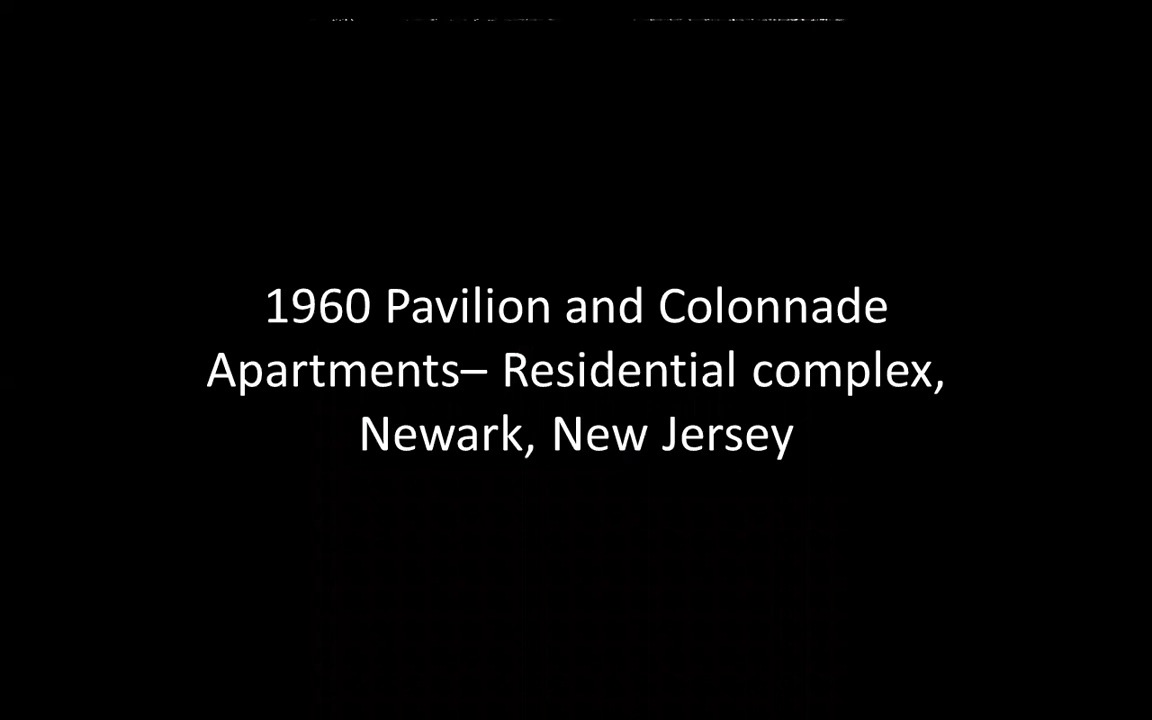 1960 Pavilion and Colonnade
Apartments– Residential complex,
Newark, New Jersey